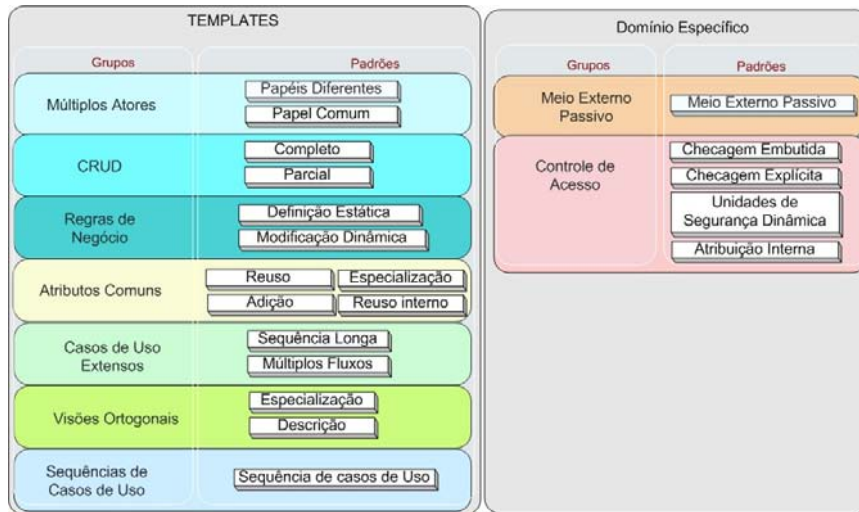 TEMPLATES
Grupos
Padrões
Múltiplos Atores
Papéis Diferentes
Papel Comum
CRUD
Completo
Parcial
Regras de
Negócio
Definição Estática
Modificação Dinâmica
Atributos Comuns
Reuso
Especialização
Adição
Reuso interno
Casos de Uso
Extensos
Sequência Longa
Múltiplos Fluxos
Visões Ortogonais
Especialização
Descrição
Sequências de
Casos de Uso
Sequência de casos de Uso
Domínio Específico
Grupos
Padrões
Meio Externo
Passivo
Meio Externo Passivo
Controle de
Acesso
Checagem Embutida
Checagem Explícita
Unidades de
Segurança Dinâmica
Atribuição Interna